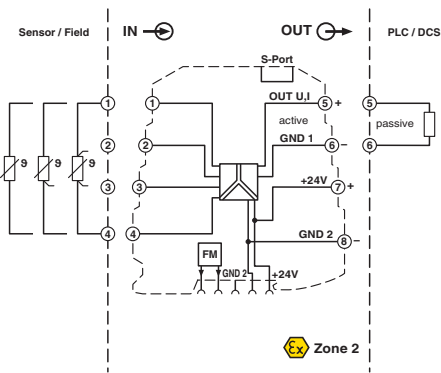 Sensor / Field
IN
OUT
PLC / DCS
S-Port
OUT U,I
active
GND 1
+24V
GND 2
1
2
3
4
1
2
3
4
5 +
6 −
7 +
8 −
5
6
passive
ϑ
ϑ
ϑ
FM
GND 2
+24V
Ex Zone 2